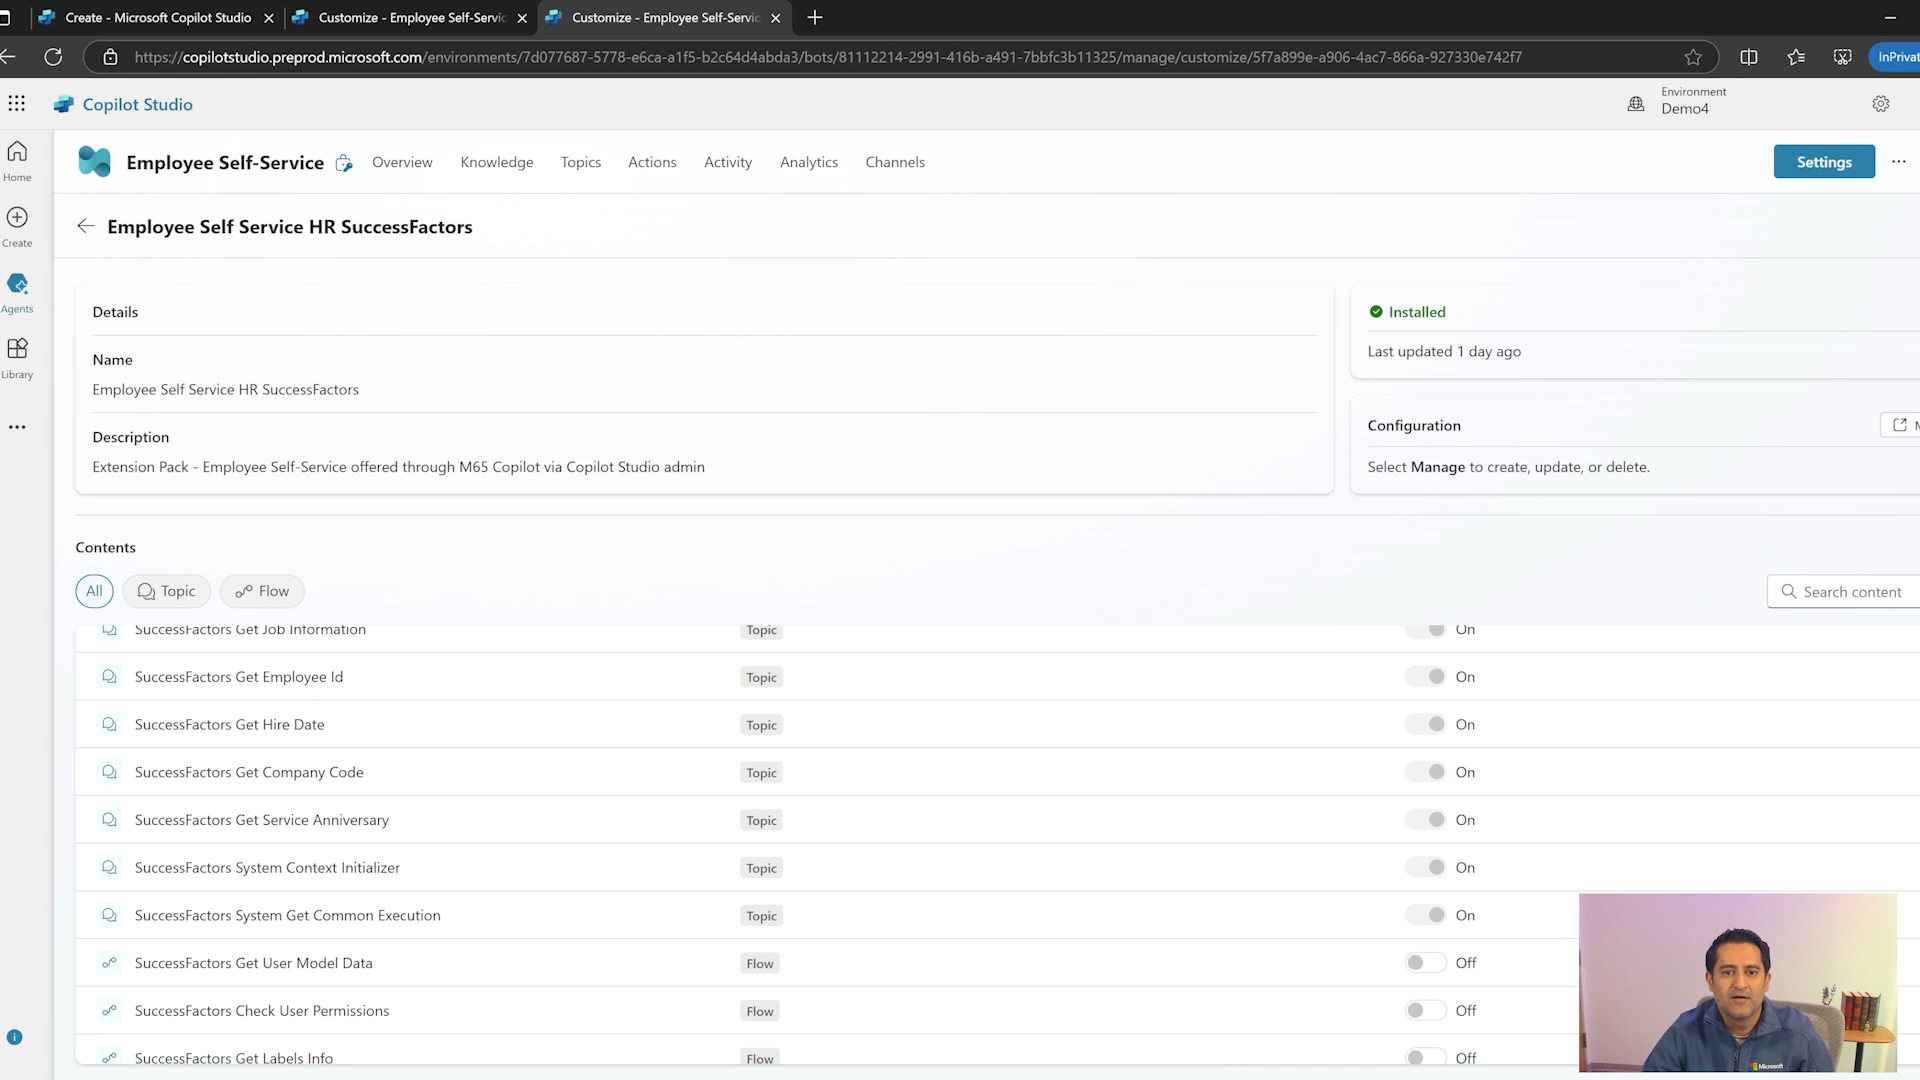 Create - Microsoft Copilot Studio
Customize - Employee Self-Servic
Customize - Employee Self-Servic
https://copilotstudio.preprod.microsoft.com/environments/7d077687-5778-e6ca-a1f5-b2c64d4abda3/bots/81112214-2991-416b-a491-7bbfc3b11325/manage/customize/5f7a899e-a906-4ac7-866a-927330e742f7
InPrivat
Copilot Studio
Environment
Demo4
Home
Create
Agents
Library
Employee Self-Service
Overview
Knowledge
Topics
Actions
Activity
Analytics
Channels
Settings
Employee Self Service HR SuccessFactors
Details
Name
Employee Self Service HR SuccessFactors
Description
Extension Pack - Employee Self-Service offered through M65 Copilot via Copilot Studio admin
Installed
Last updated 1 day ago
Configuration
Select Manage to create, update, or delete.
Contents
All
Topic
Flow
Search content
SuccessFactors Get Job Information Topic On
SuccessFactors Get Employee Id Topic On
SuccessFactors Get Hire Date Topic On
SuccessFactors Get Company Code Topic On
SuccessFactors Get Service Anniversary Topic On
SuccessFactors System Context Initializer Topic On
SuccessFactors System Get Common Execution Topic On
SuccessFactors Get User Model Data Flow Off
SuccessFactors Check User Permissions Flow Off
SuccessFactors Get Labels Info Flow Off
Microsoft